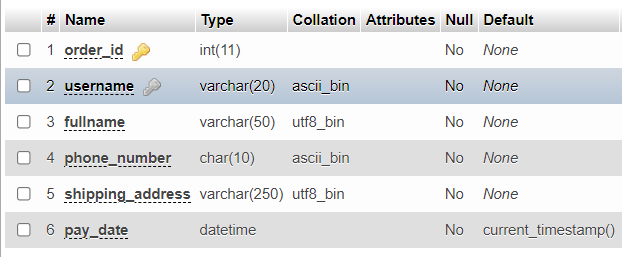 # Name Type Collation Attributes Null Default
1 order_id int(11) No None
2 username varchar(20) ascii_bin No None
3 fullname varchar(50) utf8_bin No None
4 phone_number char(10) ascii_bin No None
5 shipping_address varchar(250) utf8_bin No None
6 pay_date datetime No current_timestamp()